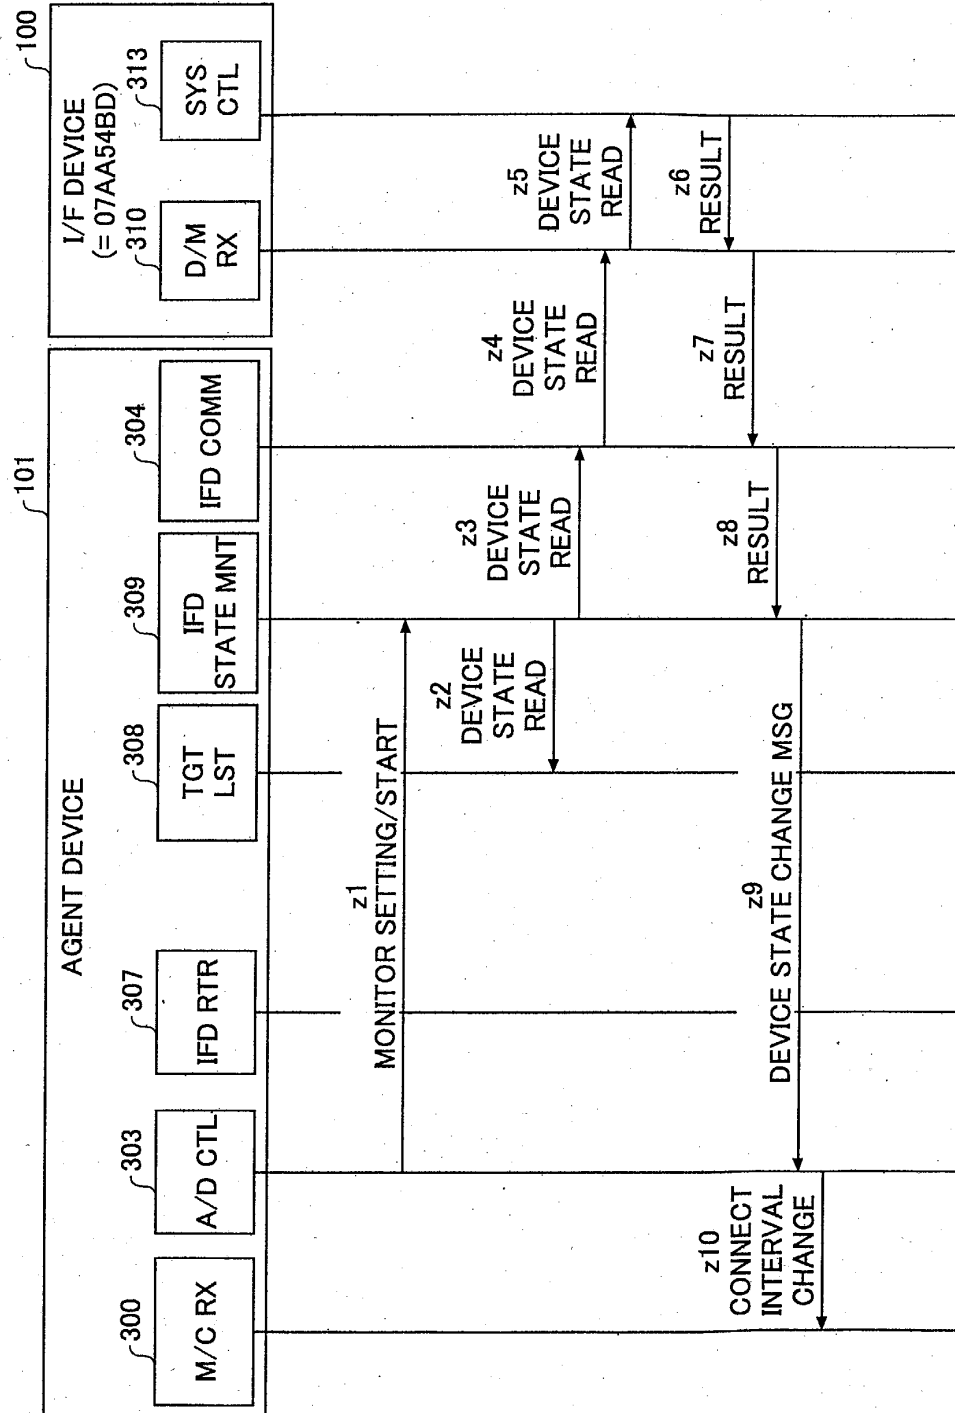 AGENT DEVICE
101
I/F DEVICE
(= 07AA54BD)
100
300
M/C RX
303
A/D CTL
307
IFD RTR
308
TGT
LST
309
IFD
STATE MNT
304
IFD COMM
310
D/M
RX
313
SYS
CTL
z1
MONITOR SETTING/START
z2
DEVICE
STATE
READ
z3
DEVICE
STATE
READ
z4
DEVICE
STATE
READ
z5
DEVICE
STATE
READ
z6
RESULT
z7
RESULT
z8
RESULT
z9
DEVICE STATE CHANGE MSG
z10
CONNECT
INTERVAL
CHANGE